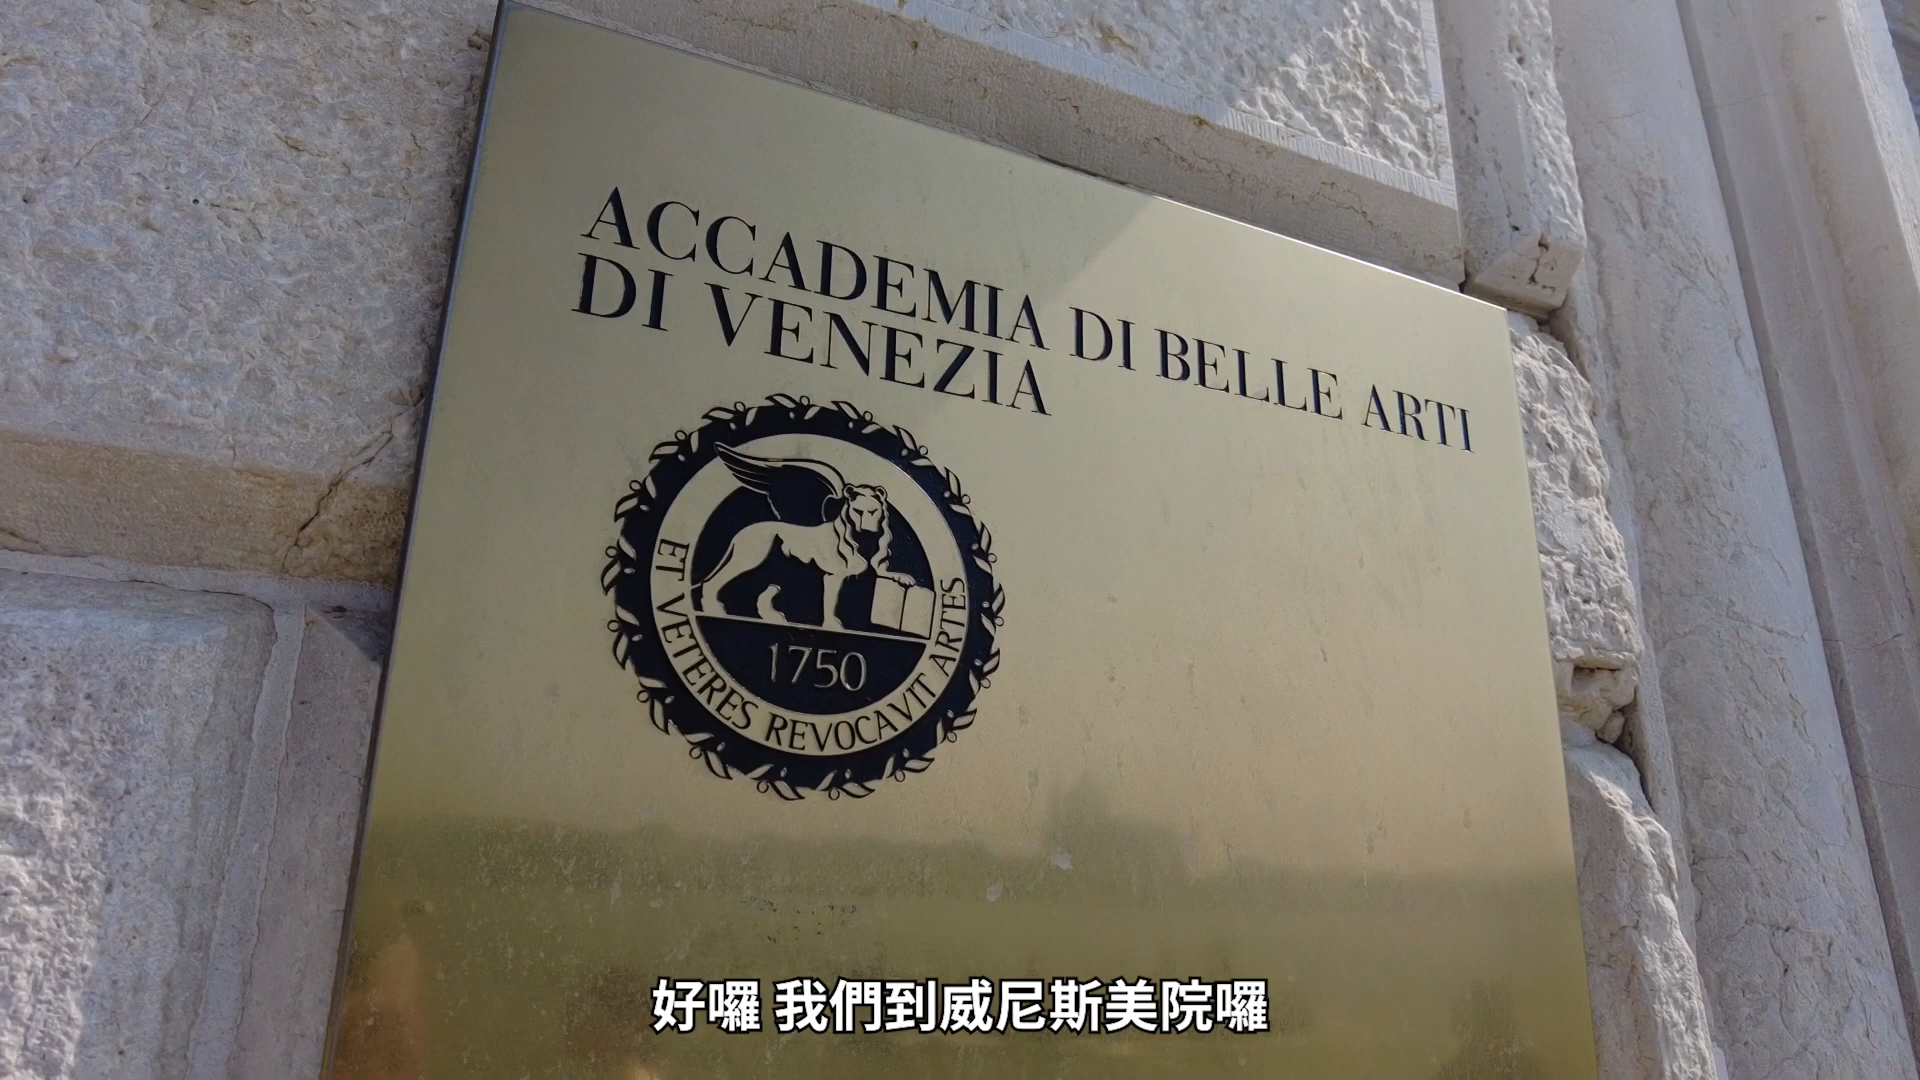 ACCADEMIA DI BELLE ARTI
DI VENEZIA
1750
ET VETERES REVOCAVIT ARTES
好囉 我們到威尼斯美院囉